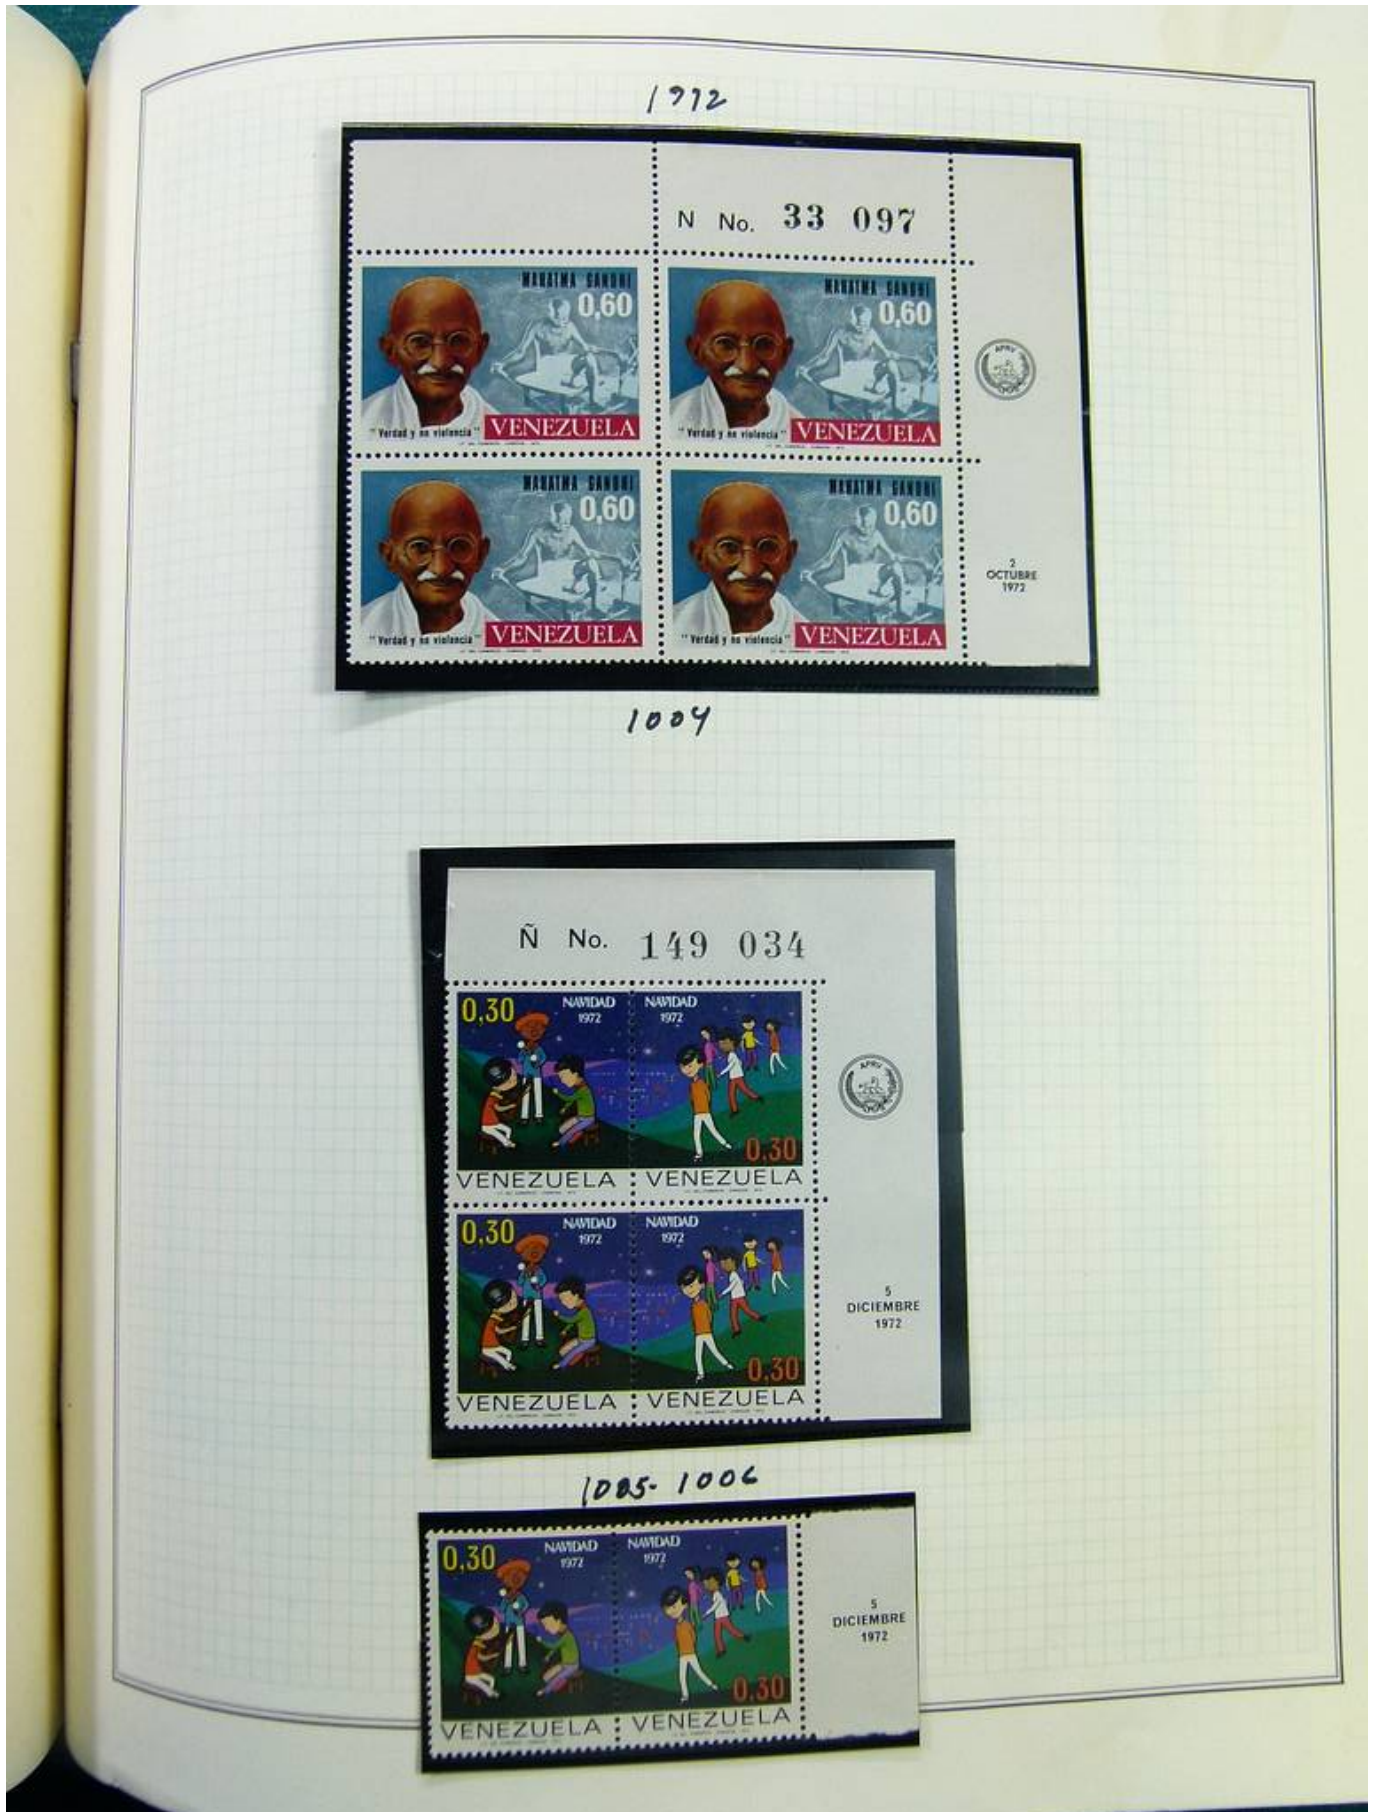 1972
N No. 33 097
MAHATMA GANDHI
0,60
"Verdad y no violencia" VENEZUELA
MAHATMA GANDHI
0,60
"Verdad y no violencia" VENEZUELA
APRV
MAHATMA GANDHI
0,60
"Verdad y no violencia" VENEZUELA
MAHATMA GANDHI
0,60
"Verdad y no violencia" VENEZUELA
2
OCTUBRE
1972
1004
Ñ No. 149 034
0,30
NAVIDAD
1972
VENEZUELA
NAVIDAD
1972
0,30
VENEZUELA
APRV
0,30
NAVIDAD
1972
VENEZUELA
NAVIDAD
1972
0,30
VENEZUELA
5
DICIEMBRE
1972
1005-1006
0,30
NAVIDAD
1972
VENEZUELA
NAVIDAD
1972
0,30
VENEZUELA
5
DICIEMBRE
1972